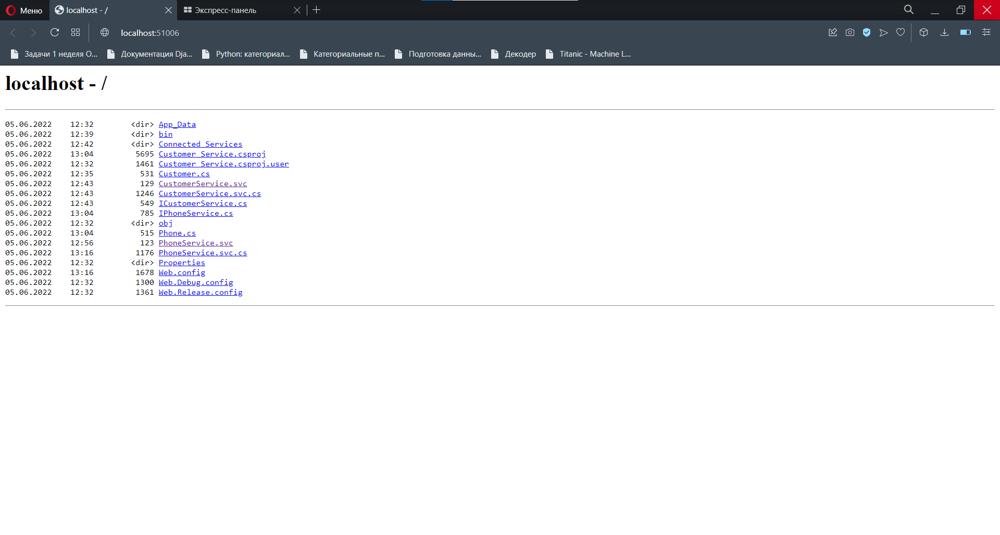 Меню localhost - / Экспресс-панель
localhost:51006
Задачи 1 неделя О... Документация Dja... Python: категориал... Категориальные п... Подготовка данны... Декодер Titanic - Machine L...
localhost - /
05.06.2022 12:32 <dir> App_Data
05.06.2022 12:39 <dir> bin
05.06.2022 12:42 <dir> Connected Services
05.06.2022 13:04 5695 Customer Service.csproj
05.06.2022 12:32 1461 Customer Service.csproj.user
05.06.2022 12:35 531 Customer.cs
05.06.2022 12:43 129 CustomerService.svc
05.06.2022 12:43 1246 CustomerService.svc.cs
05.06.2022 12:43 549 ICustomerService.cs
05.06.2022 13:04 785 IPhoneService.cs
05.06.2022 12:32 <dir> obj
05.06.2022 13:04 515 Phone.cs
05.06.2022 12:56 123 PhoneService.svc
05.06.2022 13:16 1176 PhoneService.svc.cs
05.06.2022 12:32 <dir> Properties
05.06.2022 13:16 1678 Web.config
05.06.2022 12:32 1300 Web.Debug.config
05.06.2022 12:32 1361 Web.Release.config